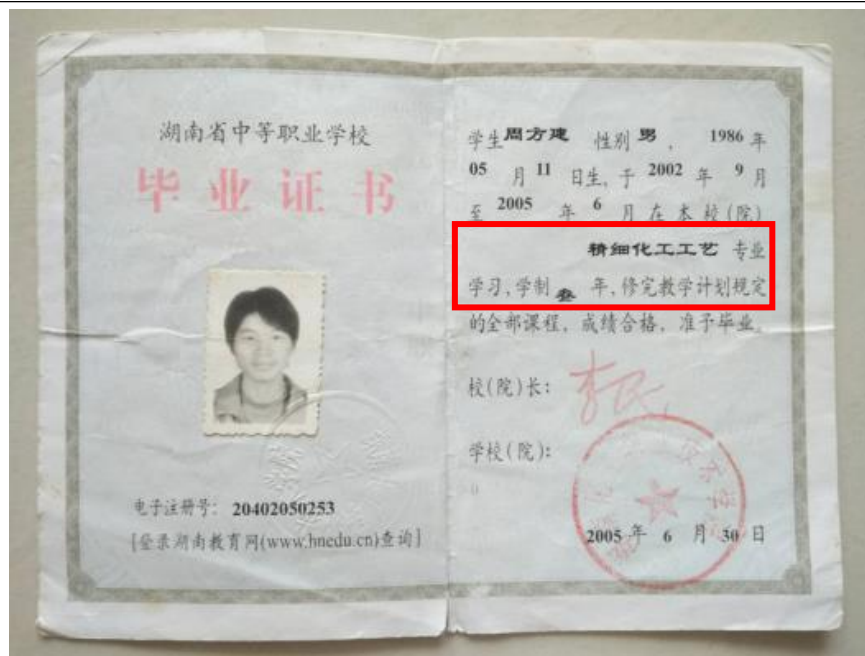 湖南省中等职业学校
毕业证书
电子注册号: 20402050253
[登录湖南教育网(www.hnedu.cn)查询]
学生周方建 性别 男 , 1986 年
05 月 11 日生, 于 2002 年 9 月
至 2005 年 6 月 在 本 校 (院)
精细化工工艺 专业
学习, 学制 叁 年, 修完教学计划规定
的全部课程, 成绩合格, 准予毕业。
校(院)长:
学校(院):
2005 年 6 月 30 日